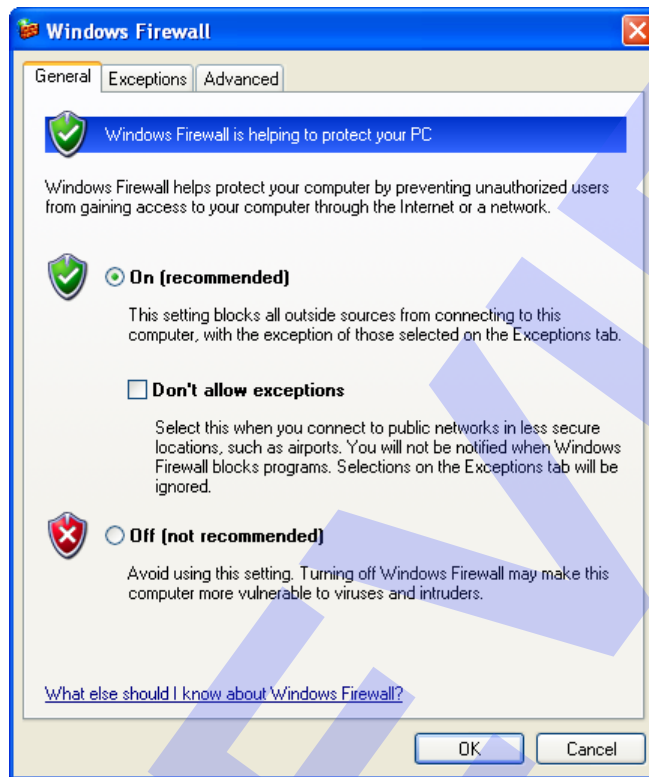 Windows Firewall
General Exceptions Advanced
Windows Firewall is helping to protect your PC
Windows Firewall helps protect your computer by preventing unauthorized users
from gaining access to your computer through the Internet or a network.
On (recommended)
This setting blocks all outside sources from connecting to this
computer, with the exception of those selected on the Exceptions tab.
Don't allow exceptions
Select this when you connect to public networks in less secure
locations, such as airports. You will not be notified when Windows
Firewall blocks programs. Selections on the Exceptions tab will be
ignored.
Off (not recommended)
Avoid using this setting. Turning off Windows Firewall may make this
computer more vulnerable to viruses and intruders.
What else should I know about Windows Firewall?
OK Cancel